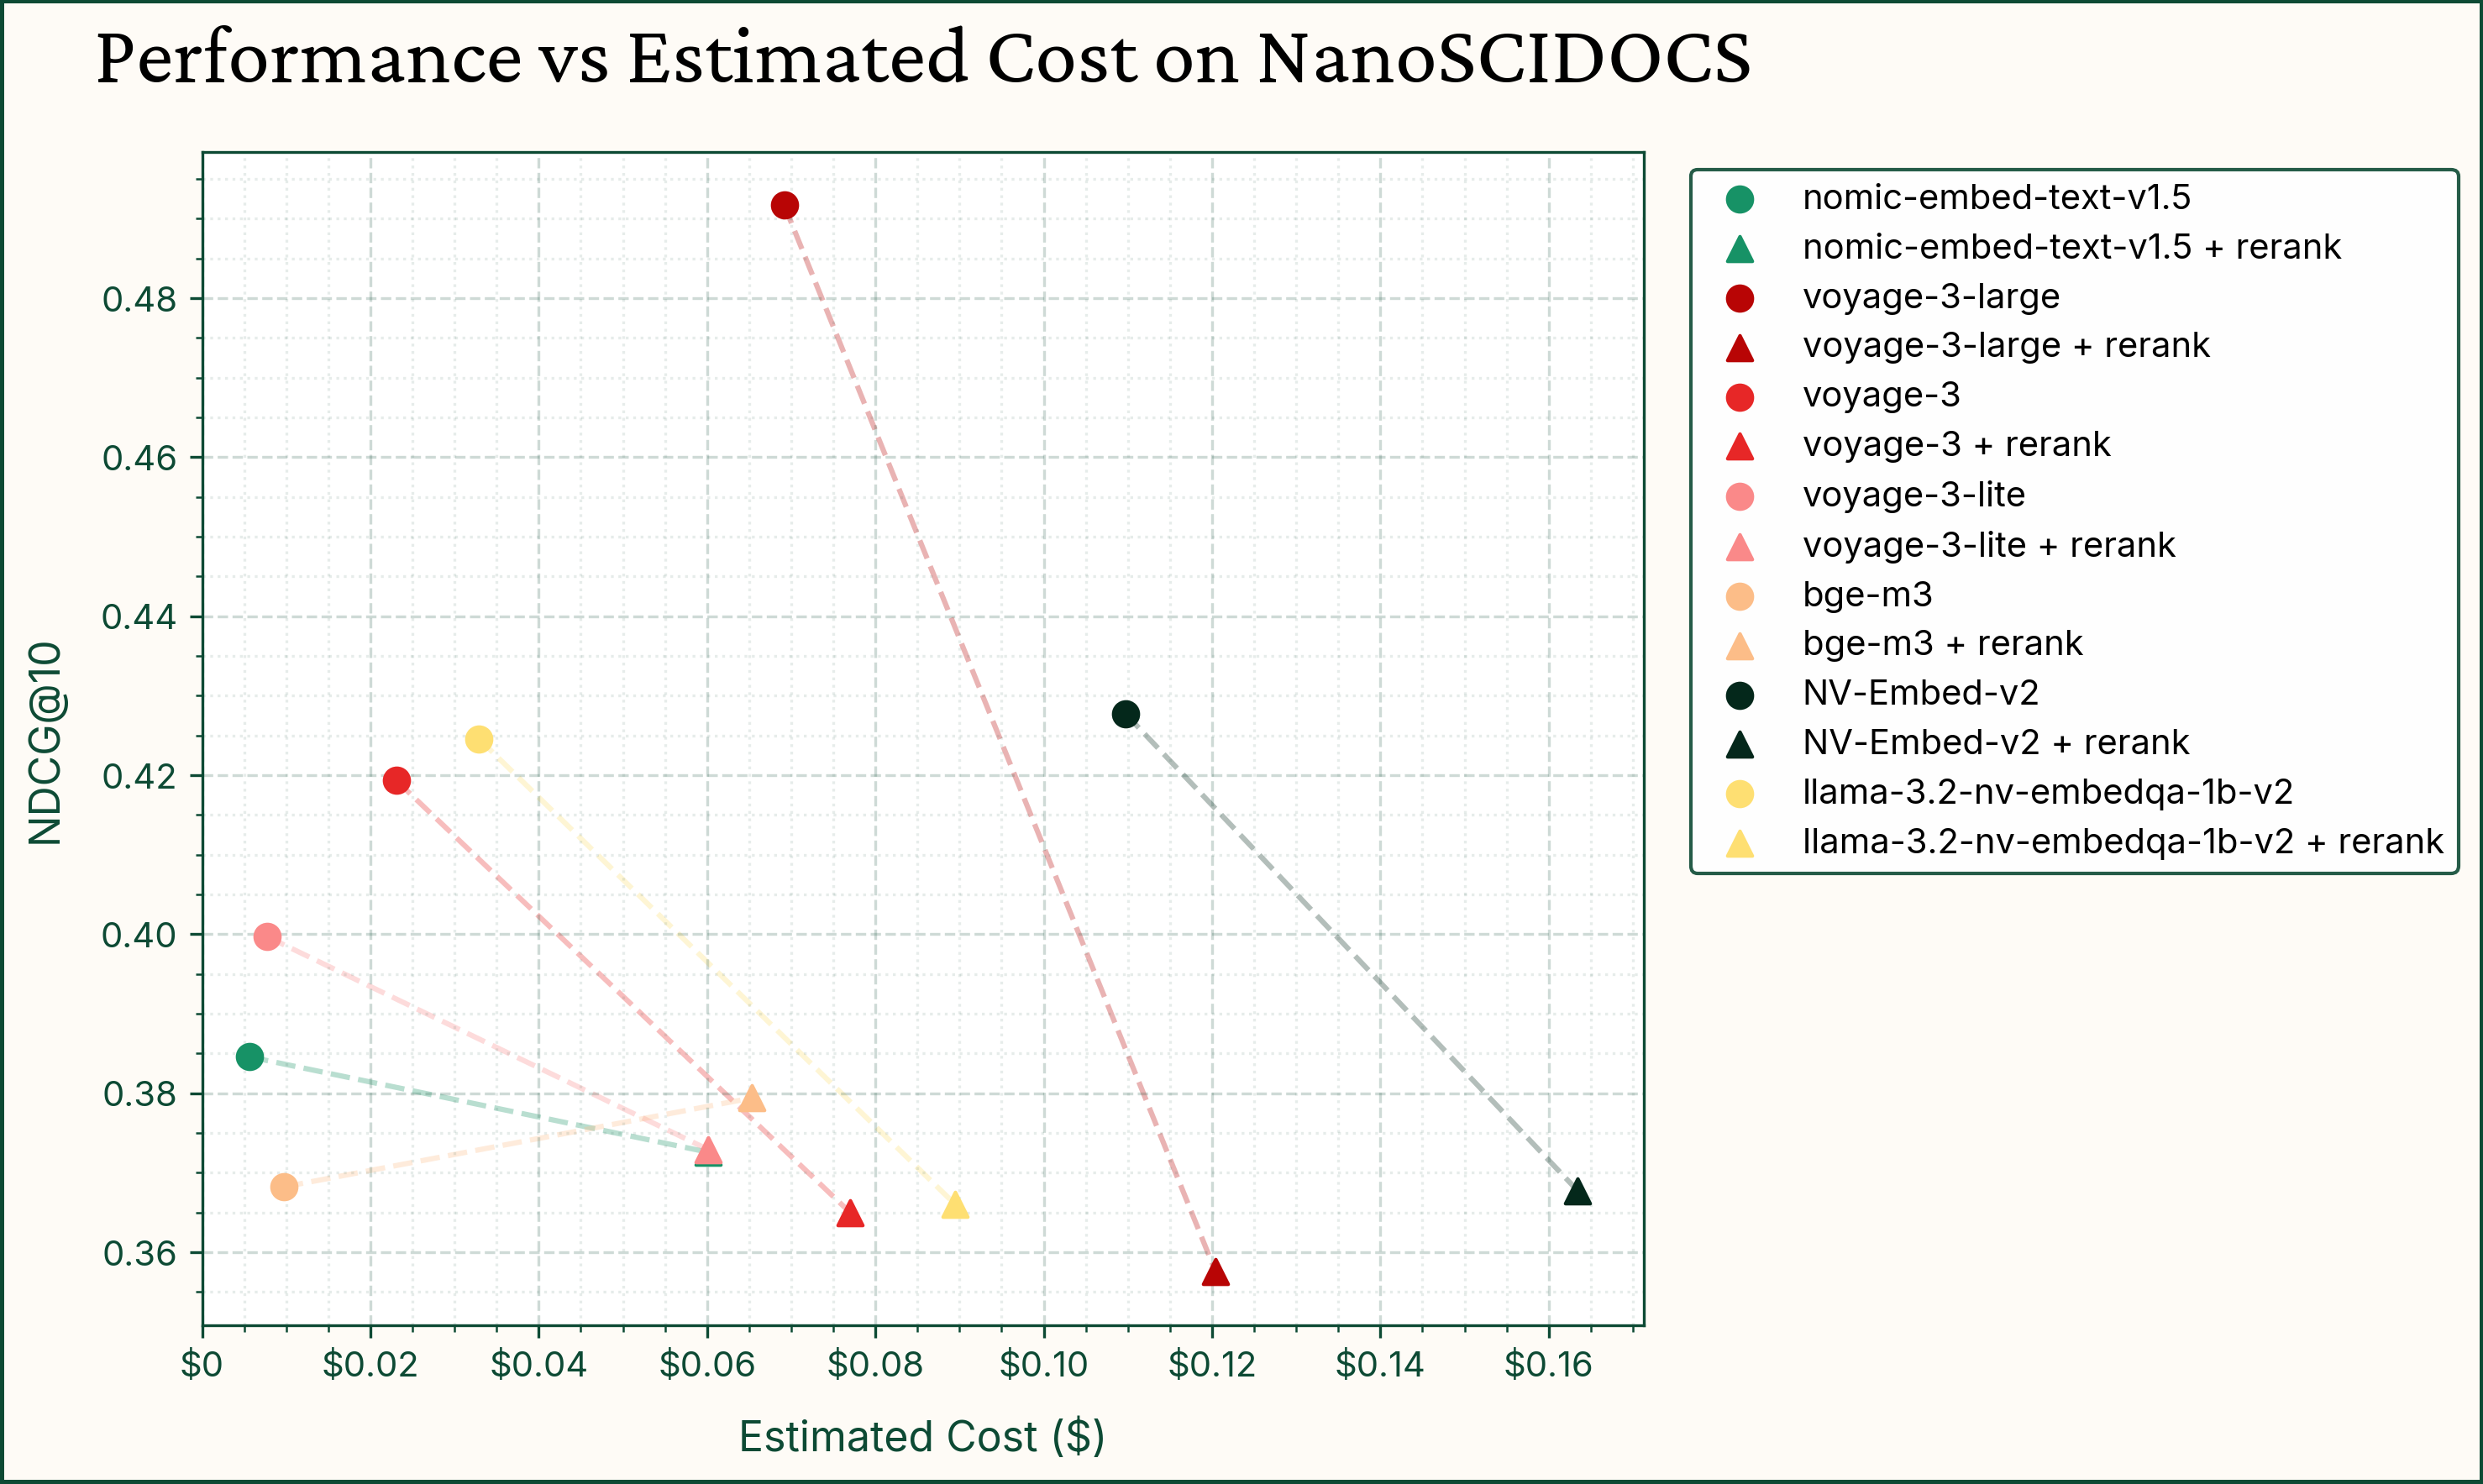 Performance vs Estimated Cost on NanoSCIDOCS
nomic-embed-text-v1.5
nomic-embed-text-v1.5 + rerank
voyage-3-large
voyage-3-large + rerank
voyage-3
voyage-3 + rerank
voyage-3-lite
voyage-3-lite + rerank
bge-m3
bge-m3 + rerank
NV-Embed-v2
NV-Embed-v2 + rerank
llama-3.2-nv-embedqa-1b-v2
llama-3.2-nv-embedqa-1b-v2 + rerank
NDCG@10
0.48
0.46
0.44
0.42
0.40
0.38
0.36
$0 $0.02 $0.04 $0.06 $0.08 $0.10 $0.12 $0.14 $0.16
Estimated Cost ($)